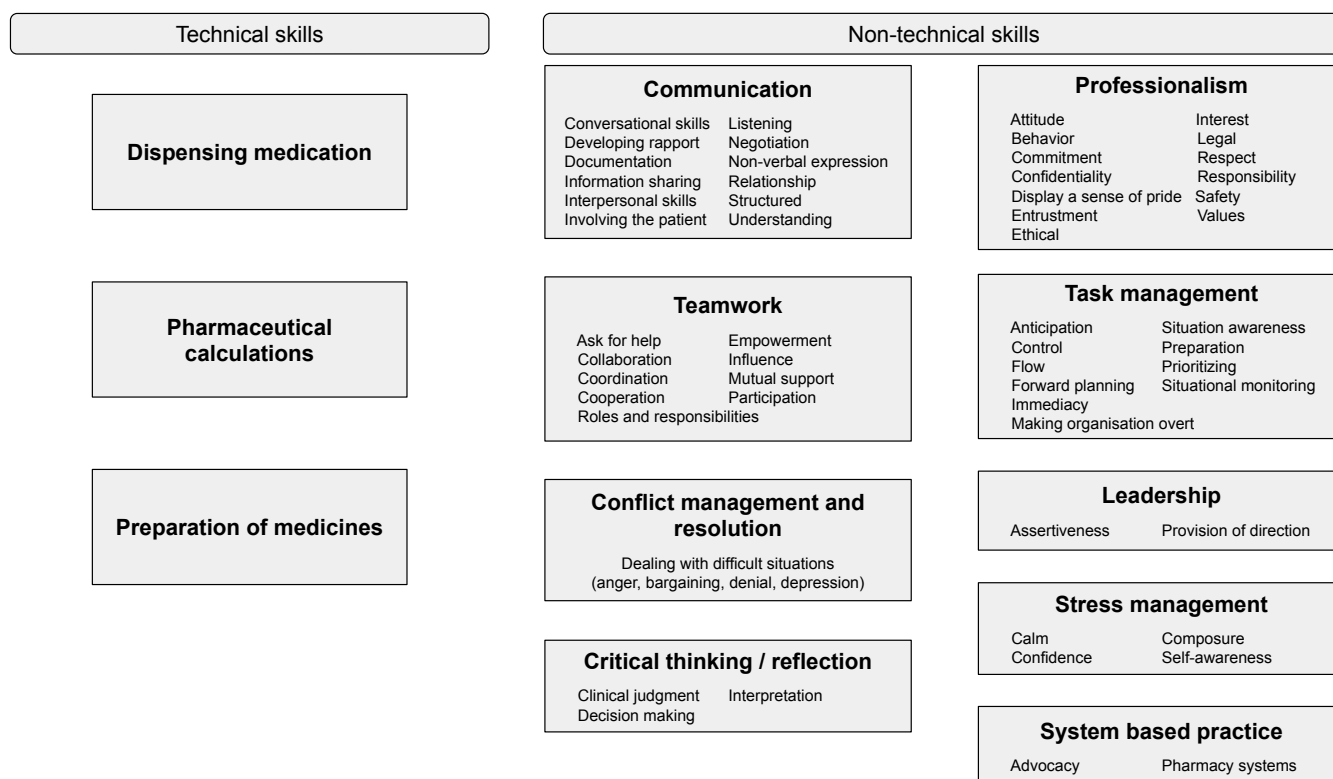 Technical skills
Dispensing medication
Pharmaceutical
calculations
Preparation of medicines
Non-technical skills
Communication
Conversational skills Listening
Developing rapport Negotiation
Documentation Non-verbal expression
Information sharing Relationship
Interpersonal skills Structured
Involving the patient Understanding
Teamwork
Ask for help Empowerment
Collaboration Influence
Coordination Mutual support
Cooperation Participation
Roles and responsibilities
Conflict management and
resolution
Dealing with difficult situations
(anger, bargaining, denial, depression)
Critical thinking / reflection
Clinical judgment Interpretation
Decision making
Professionalism
Attitude Interest
Behavior Legal
Commitment Respect
Confidentiality Responsibility
Display a sense of pride Safety
Entrustment Values
Ethical
Task management
Anticipation Situation awareness
Control Preparation
Flow Prioritizing
Forward planning Situational monitoring
Immediacy
Making organisation overt
Leadership
Assertiveness Provision of direction
Stress management
Calm Composure
Confidence Self-awareness
System based practice
Advocacy Pharmacy systems